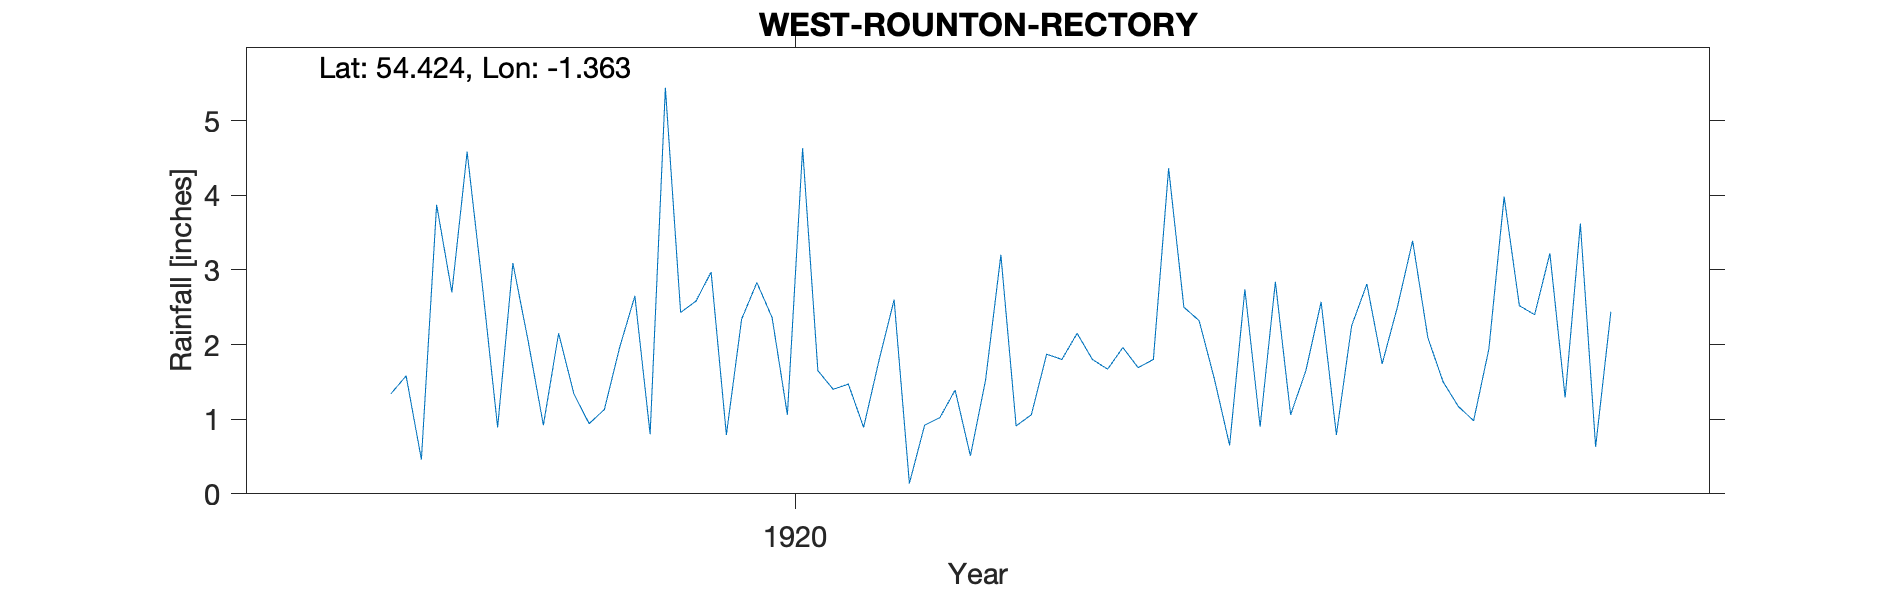 WEST-ROUNTON-RECTORY
Lat: 54.424, Lon: -1.363
5
4
3
2
1
0
Rainfall [inches]
1920
Year